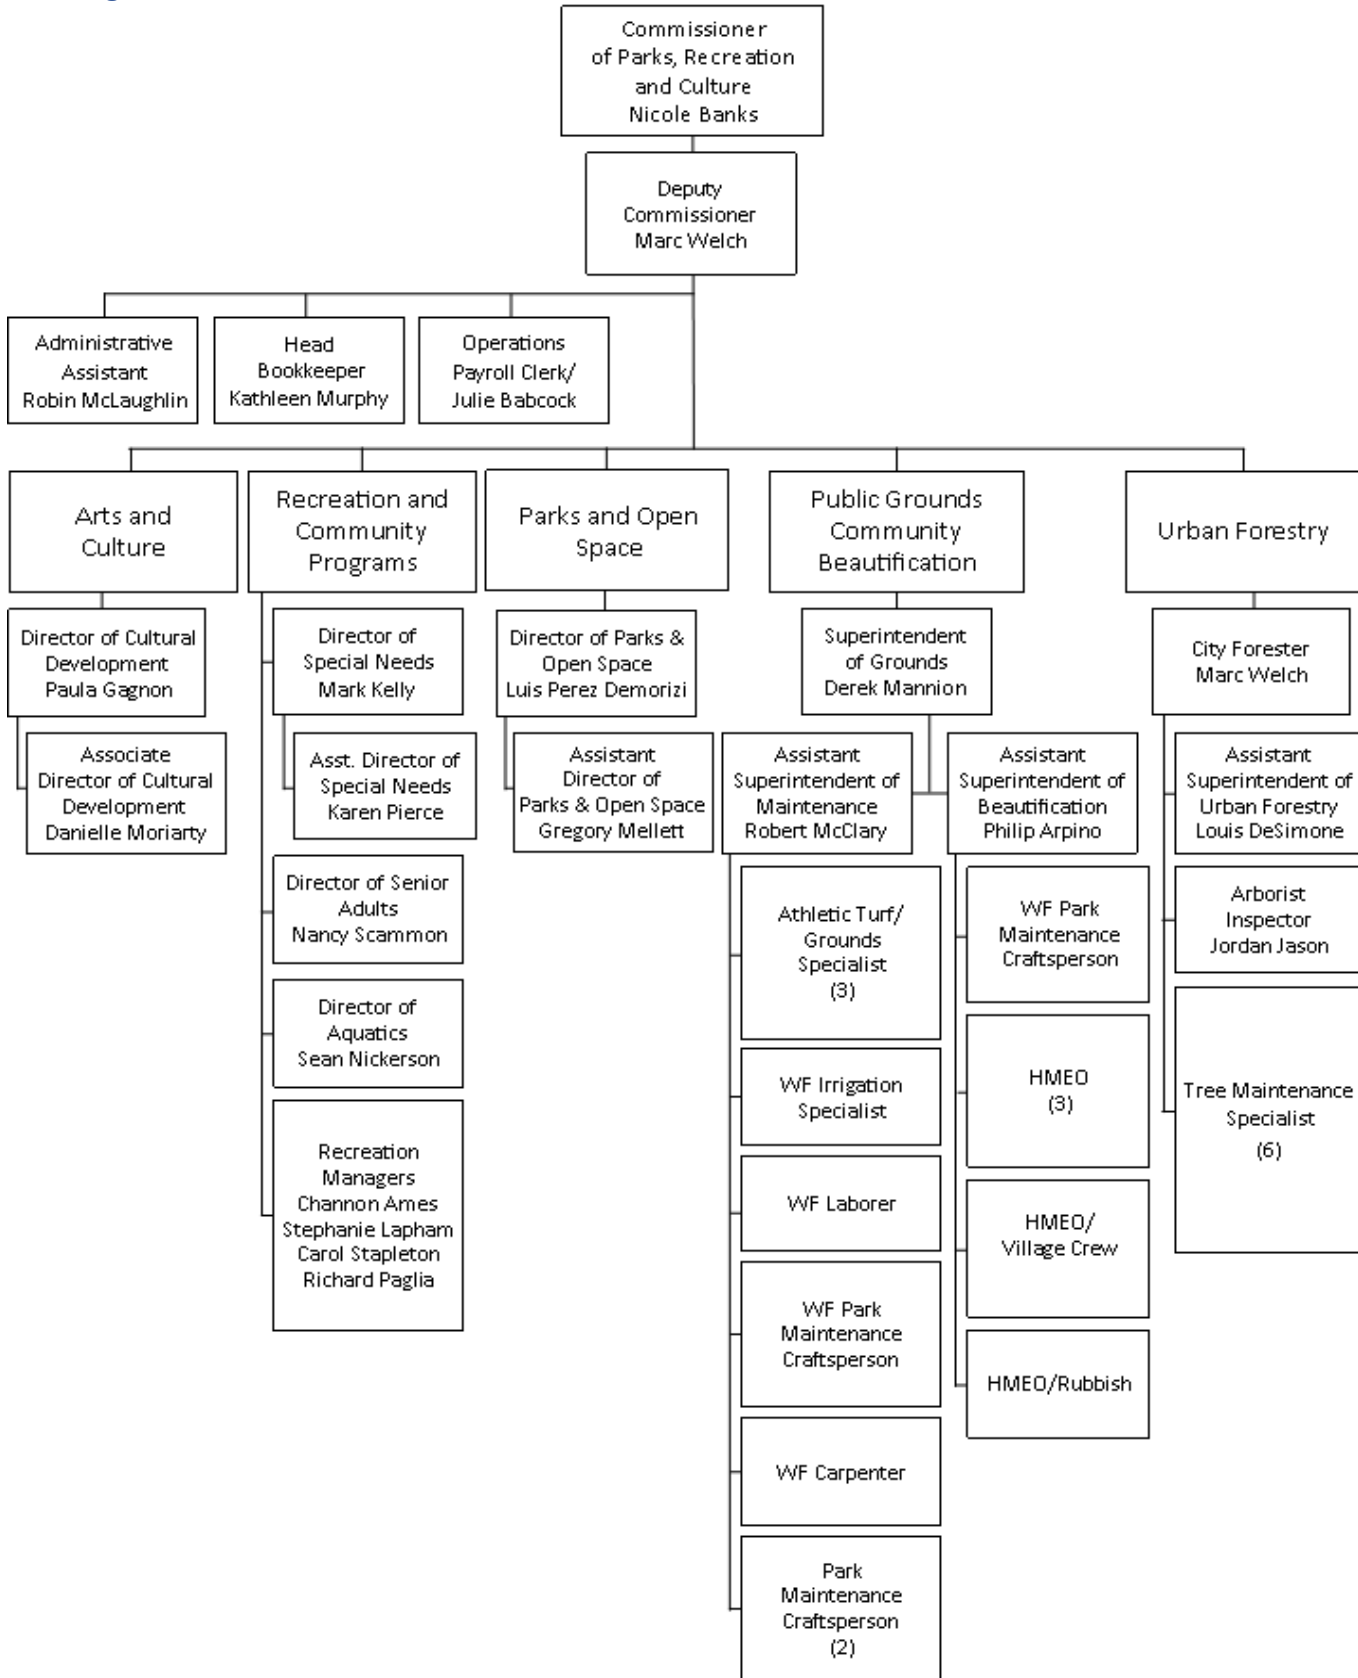 Commissioner
of Parks, Recreation
and Culture
Nicole Banks
Deputy
Commissioner
Marc Welch
Administrative
Assistant
Robin McLaughlin
Head
Bookkeeper
Kathleen Murphy
Operations
Payroll Clerk/
Julie Babcock
Arts and
Culture
Recreation and
Community
Programs
Parks and Open
Space
Public Grounds
Community
Beautification
Urban Forestry
Director of Cultural
Development
Paula Gagnon
Associate
Director of Cultural
Development
Danielle Moriarty
Director of
Special Needs
Mark Kelly
Asst. Director of
Special Needs
Karen Pierce
Director of Senior
Adults
Nancy Scammon
Director of
Aquatics
Sean Nickerson
Recreation
Managers
Channon Ames
Stephanie Lapham
Carol Stapleton
Richard Paglia
Director of Parks &
Open Space
Luis Perez Demorizi
Assistant
Director of
Parks & Open Space
Gregory Mellett
Superintendent
of Grounds
Derek Mannion
Assistant
Superintendent of
Maintenance
Robert McClary
Athletic Turf/
Grounds
Specialist
(3)
WF Irrigation
Specialist
WF Laborer
WF Park
Maintenance
Craftsperson
WF Carpenter
Park
Maintenance
Craftsperson
(2)
Assistant
Superintendent of
Beautification
Philip Arpino
WF Park
Maintenance
Craftsperson
HMEO
(3)
HMEO/
Village Crew
HMEO/Rubbish
City Forester
Marc Welch
Assistant
Superintendent of
Urban Forestry
Louis DeSimone
Arborist
Inspector
Jordan Jason
Tree Maintenance
Specialist
(6)